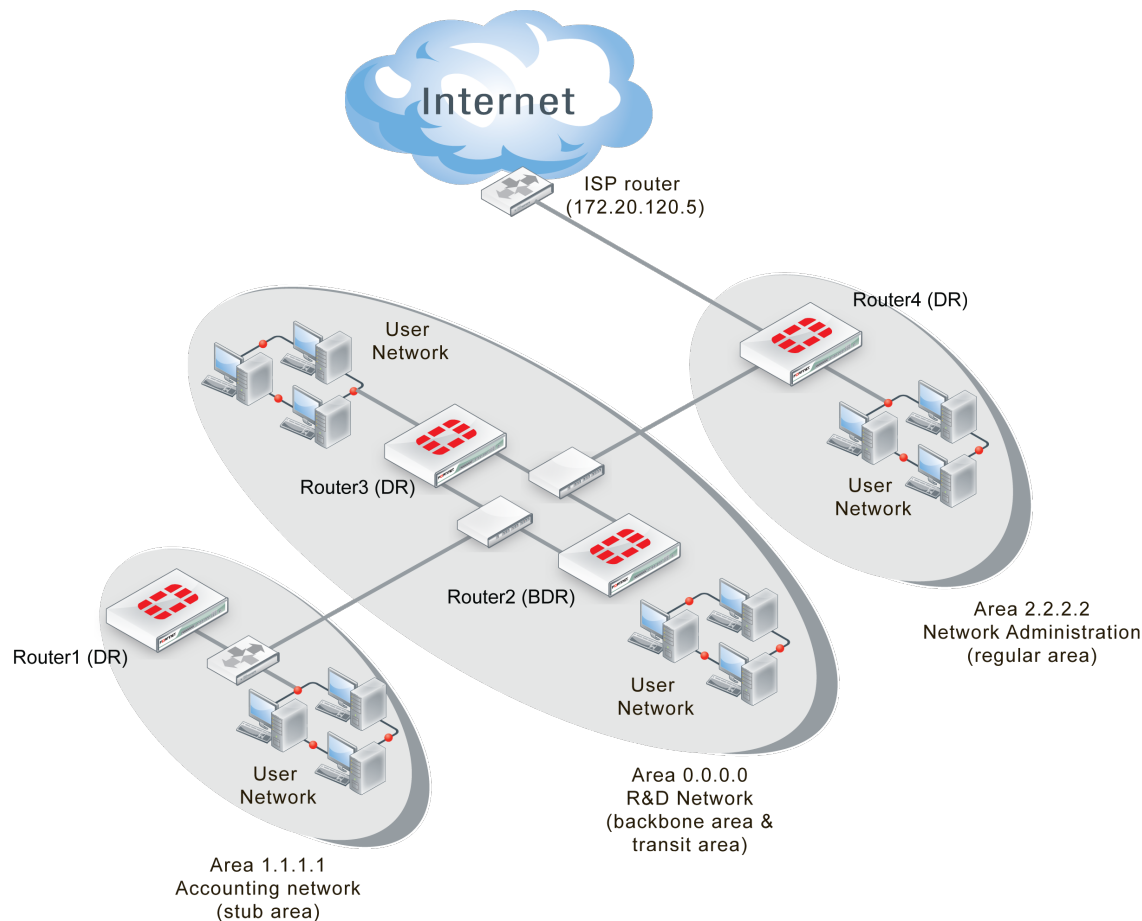 Internet
ISP router
(172.20.120.5)
Router4 (DR)
User
Network
Router3 (DR)
User
Network
Router2 (BDR)
Area 2.2.2.2
Network Administration
(regular area)
Router1 (DR)
User
Network
User
Network
Area 0.0.0.0
R&D Network
(backbone area &
transit area)
Area 1.1.1.1
Accounting network
(stub area)